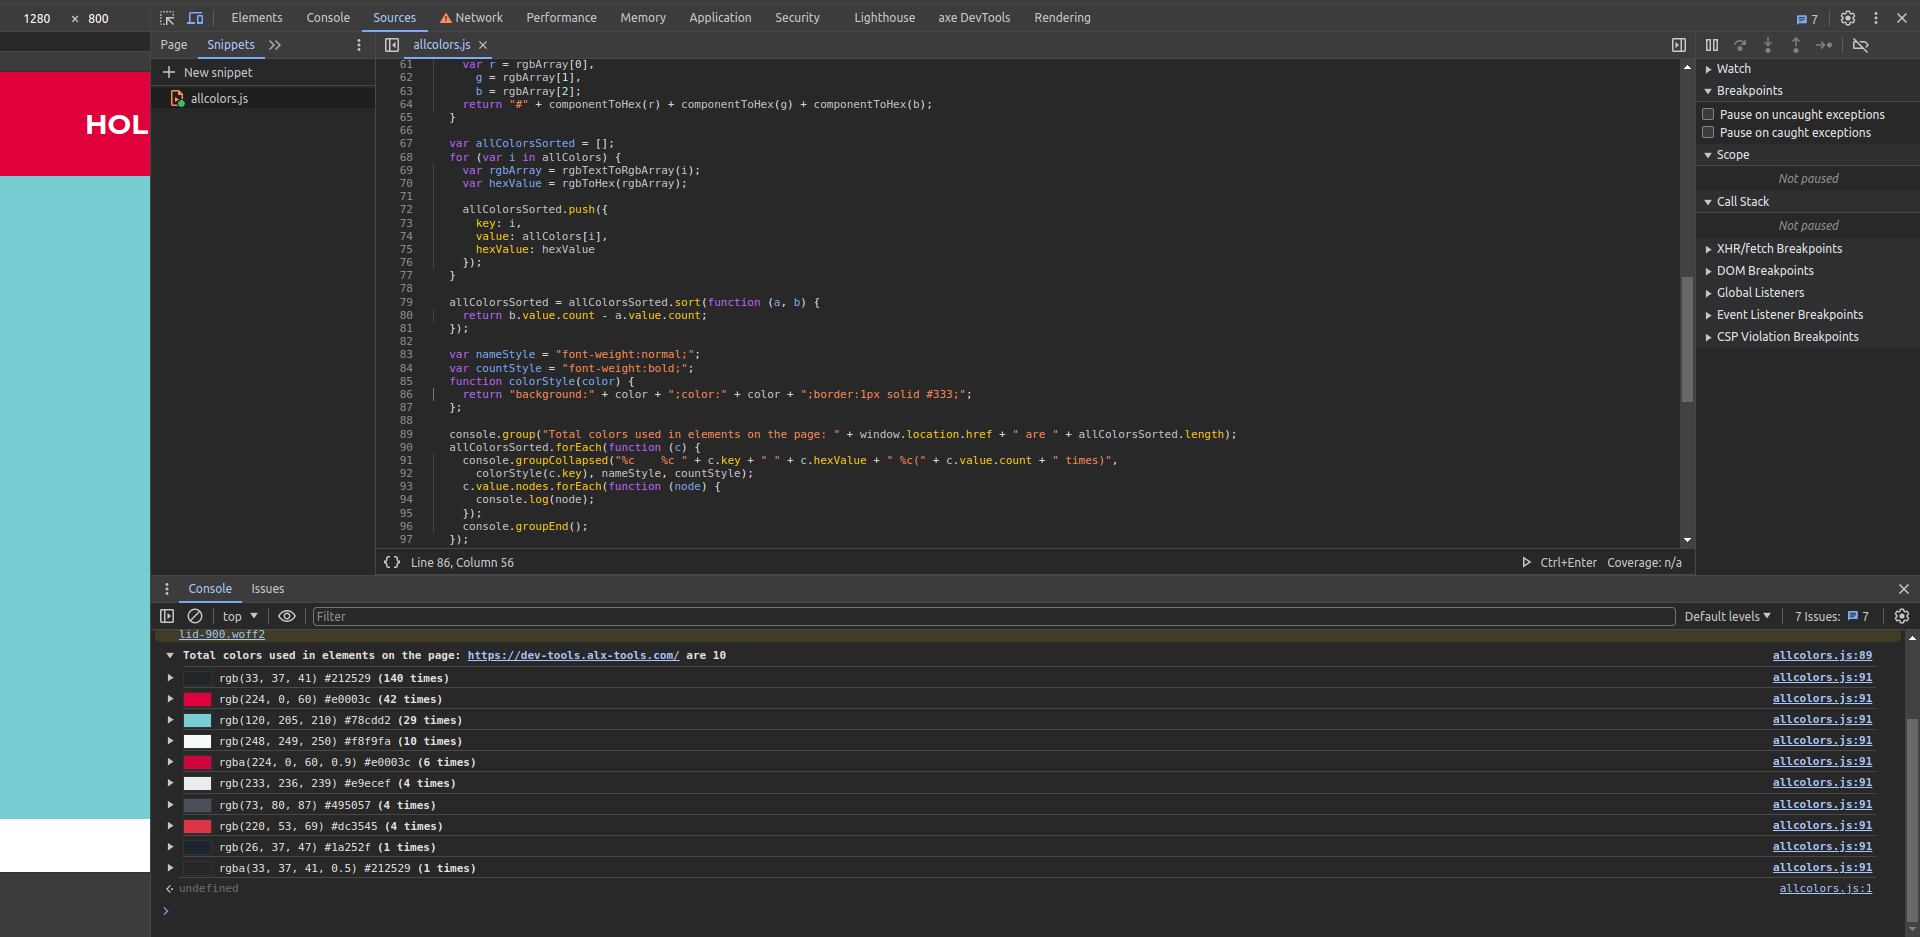 1280 × 800
Elements Console Sources Network Performance Memory Application Security Lighthouse axe DevTools Rendering 7
Page Snippets
allcolors.js
New snippet
allcolors.js
HOL
61 var r = rgbArray[0],
62 g = rgbArray[1],
63 b = rgbArray[2];
64 return "#" + componentToHex(r) + componentToHex(g) + componentToHex(b);
65 }
66
67 var allColorsSorted = [];
68 for (var i in allColors) {
69 var rgbArray = rgbTextToRgbArray(i);
70 var hexValue = rgbToHex(rgbArray);
71
72 allColorsSorted.push({
73 key: i,
74 value: allColors[i],
75 hexValue: hexValue
76 });
77 }
78
79 allColorsSorted = allColorsSorted.sort(function (a, b) {
80 return b.value.count - a.value.count;
81 });
82
83 var nameStyle = "font-weight:normal;";
84 var countStyle = "font-weight:bold;";
85 function colorStyle(color) {
86 return "background:" + color + ";color:" + color + ";border:1px solid #333;";
87 };
88
89 console.group("Total colors used in elements on the page: " + window.location.href + " are " + allColorsSorted.length);
90 allColorsSorted.forEach(function (c) {
91 console.groupCollapsed("%c    %c " + c.key + " " + c.hexValue + " %c(" + c.value.count + " times)",
92 colorStyle(c.key), nameStyle, countStyle);
93 c.value.nodes.forEach(function (node) {
94 console.log(node);
95 });
96 console.groupEnd();
97 });
{} Line 86, Column 56
Ctrl+Enter Coverage: n/a
Watch
Breakpoints
Pause on uncaught exceptions
Pause on caught exceptions
Scope
Not paused
Call Stack
Not paused
XHR/fetch Breakpoints
DOM Breakpoints
Global Listeners
Event Listener Breakpoints
CSP Violation Breakpoints
Console Issues
top Filter Default levels 7 Issues: 7
lid-900.woff2
Total colors used in elements on the page: https://dev-tools.alx-tools.com/ are 10 allcolors.js:89
rgb(33, 37, 41) #212529 (140 times) allcolors.js:91
rgb(224, 0, 60) #e0003c (42 times) allcolors.js:91
rgb(120, 205, 210) #78cdd2 (29 times) allcolors.js:91
rgb(248, 249, 250) #f8f9fa (10 times) allcolors.js:91
rgba(224, 0, 60, 0.9) #e0003c (6 times) allcolors.js:91
rgb(233, 236, 239) #e9ecef (4 times) allcolors.js:91
rgb(73, 80, 87) #495057 (4 times) allcolors.js:91
rgb(220, 53, 69) #dc3545 (4 times) allcolors.js:91
rgb(26, 37, 47) #1a252f (1 times) allcolors.js:91
rgba(33, 37, 41, 0.5) #212529 (1 times) allcolors.js:91
undefined allcolors.js:1